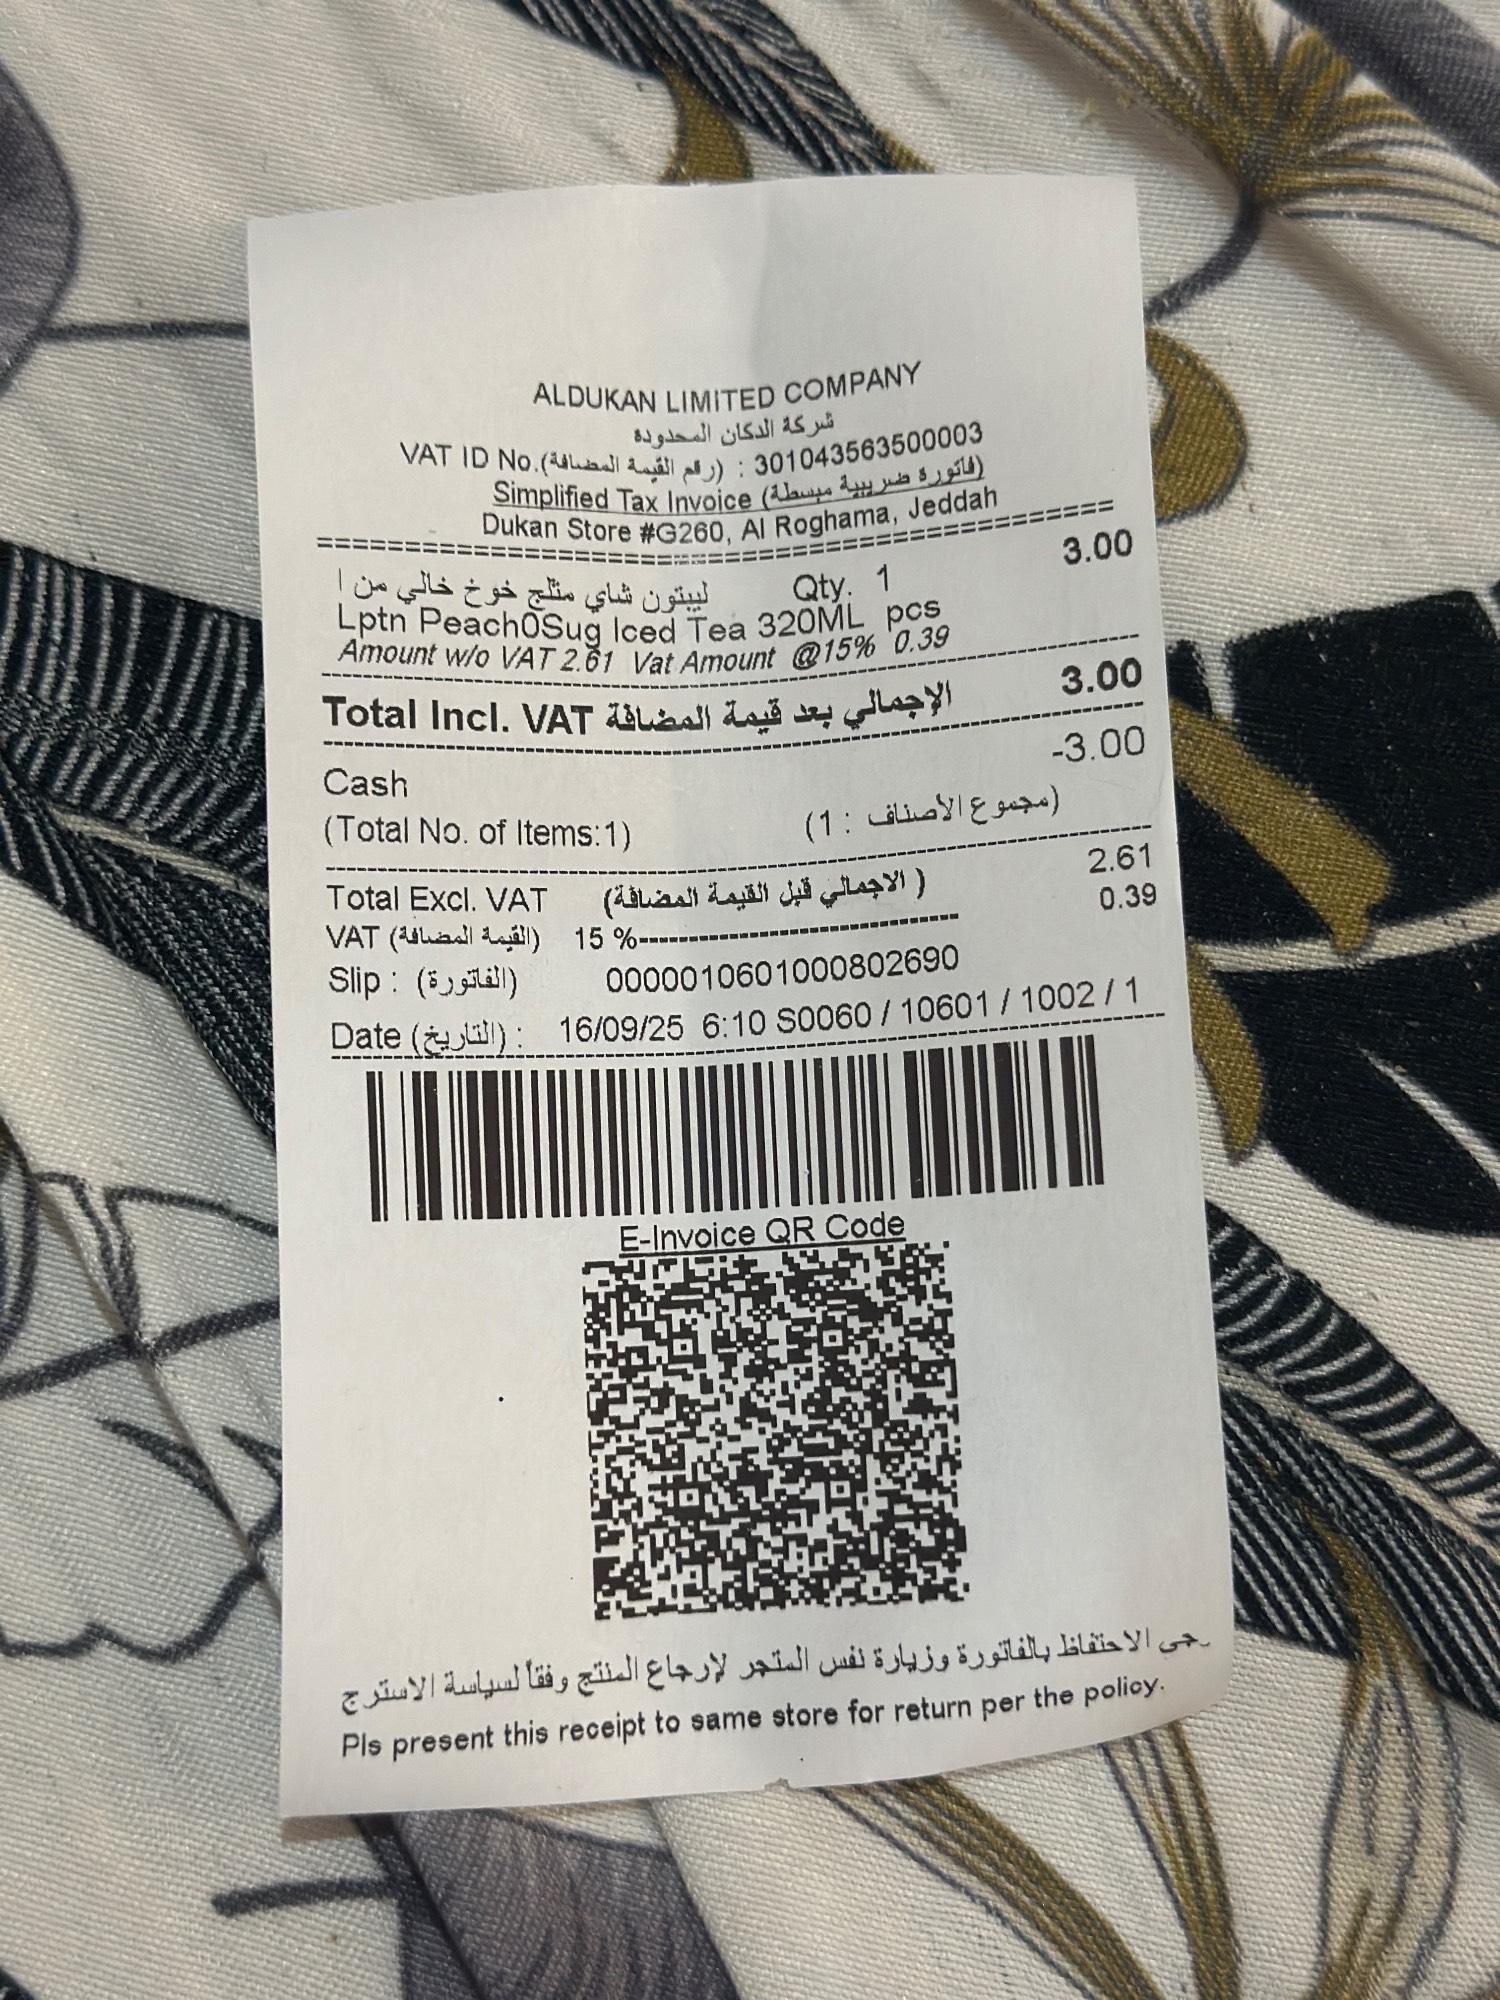 ALDUKAN LIMITED COMPANY
شركة الدكان المحدوده
VAT ID No.(رقم القيمة المضافة) : 301043563500003
Simplified Tax Invoice (فاتورة ضريبية مبسطة)
Dukan Store #G260, Al Roghama, Jeddah
ليبتون شاي مثلج خوخ خالي من ا Qty. 1 3.00
Lptn Peach0Sug Iced Tea 320ML pcs
Amount w/o VAT 2.61 Vat Amount @15% 0.39
Total Incl. VAT الإجمالي بعد قيمة المضافة 3.00
Cash -3.00
(Total No. of Items:1) (مجموع الأصناف : 1)
Total Excl. VAT (الاجمالي قبل القيمة المضافة) 2.61
VAT (القيمة المضافة) 15 % 0.39
Slip : (الفاتورة) 0000010601000802690
Date (التاريخ) : 16/09/25 6:10 S0060 / 10601 / 1002 / 1
E-Invoice QR Code
الاحتفاظ بالفاتورة وزيارة نفس المتجر لإرجاع المنتج وفقاً لسياسة الاسترج
Pls present this receipt to same store for return per the policy.